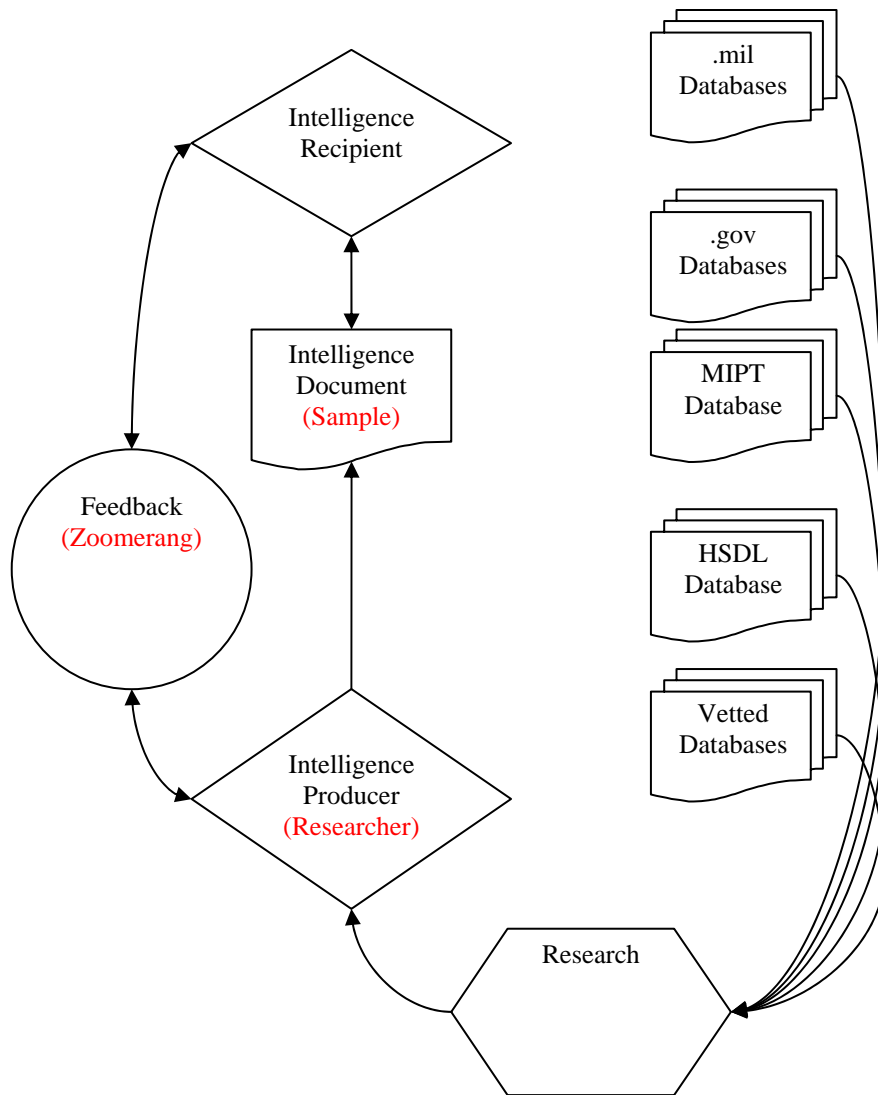 .mil
Databases
Intelligence
Recipient
.gov
Databases
Intelligence
Document
(Sample)
MIPT
Database
Feedback
(Zoomerang)
HSDL
Database
Vetted
Databases
Intelligence
Producer
(Researcher)
Research